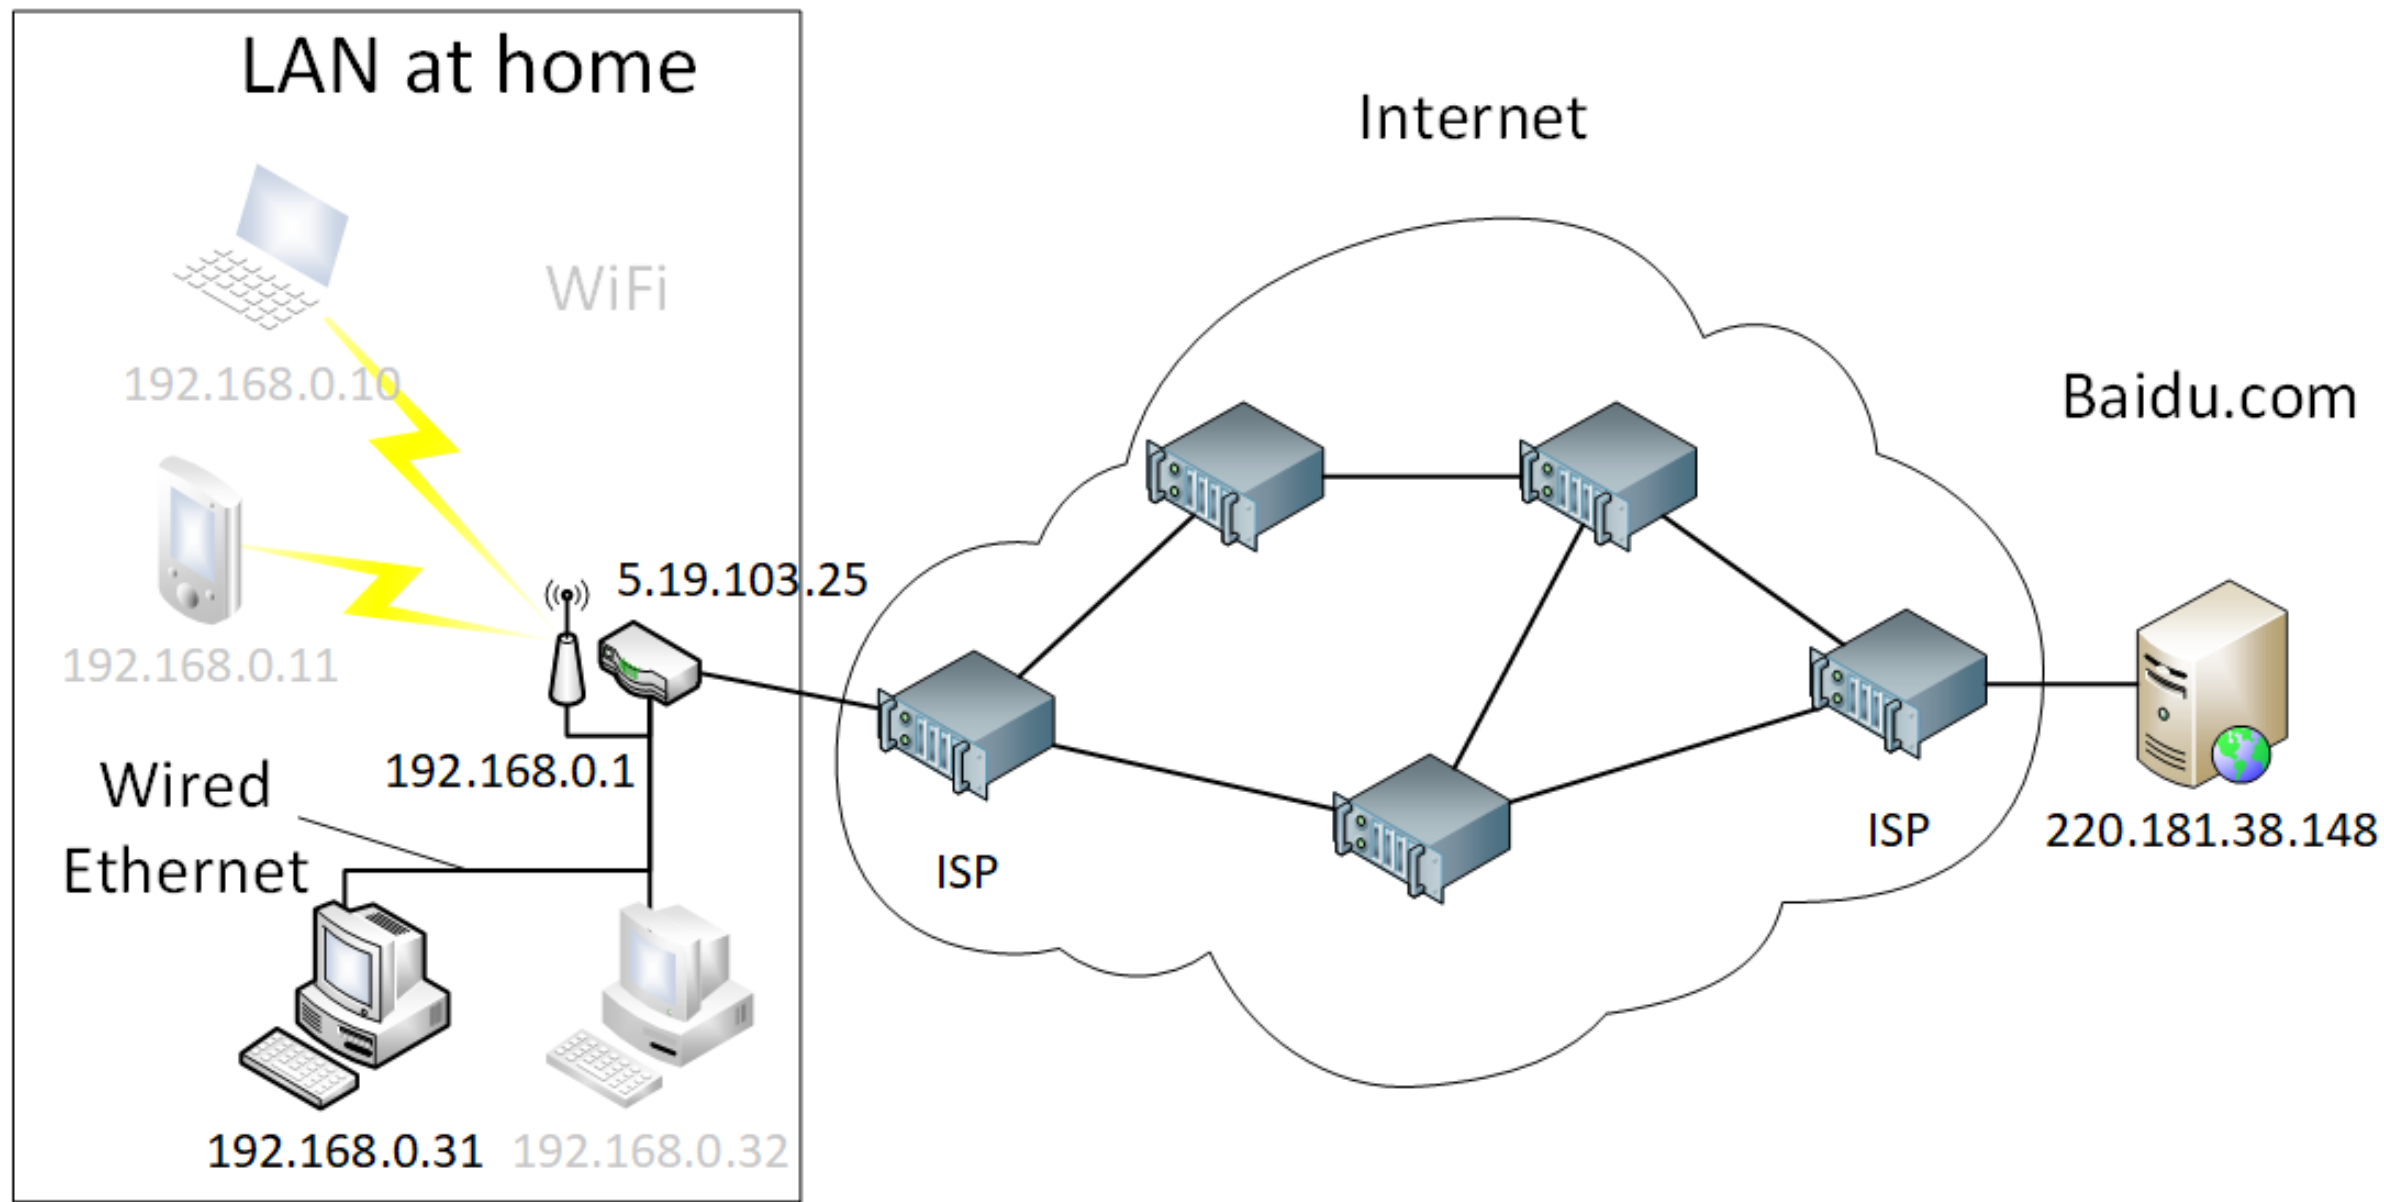 LAN at home
Internet
WiFi
192.168.0.10
Baidu.com
5.19.103.25
192.168.0.11
192.168.0.1
Wired
Ethernet
ISP
ISP
220.181.38.148
192.168.0.31
192.168.0.32